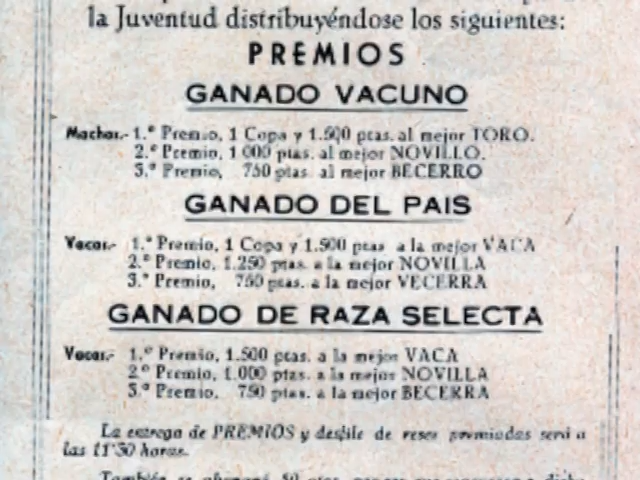 la Juventud distribuyéndose los siguientes:
PREMIOS
GANADO VACUNO
Machos.- 1.º Premio, 1 Copa y 1.500 ptas. al mejor TORO.
2.º Premio, 1 000 ptas. al mejor NOVILLO.
3.º Premio, 750 ptas. al mejor BECERRO
GANADO DEL PAIS
Vacas.- 1.º Premio, 1 Copa y 1.500 ptas a la mejor VACA
2.º Premio, 1.250 ptas. a la mejor NOVILLA
3.º Premio, 750 ptas. a la mejor VECERRA
GANADO DE RAZA SELECTA
Vacas.- 1.º Premio, 1.500 ptas. a la mejor VACA
2.º Premio, 1.000 ptas. a la mejor NOVILLA
3.º Premio, 750 ptas. a la mejor BECERRA
La entrega de PREMIOS y desfile de reses premiadas será a
las 11'30 horas.
También se